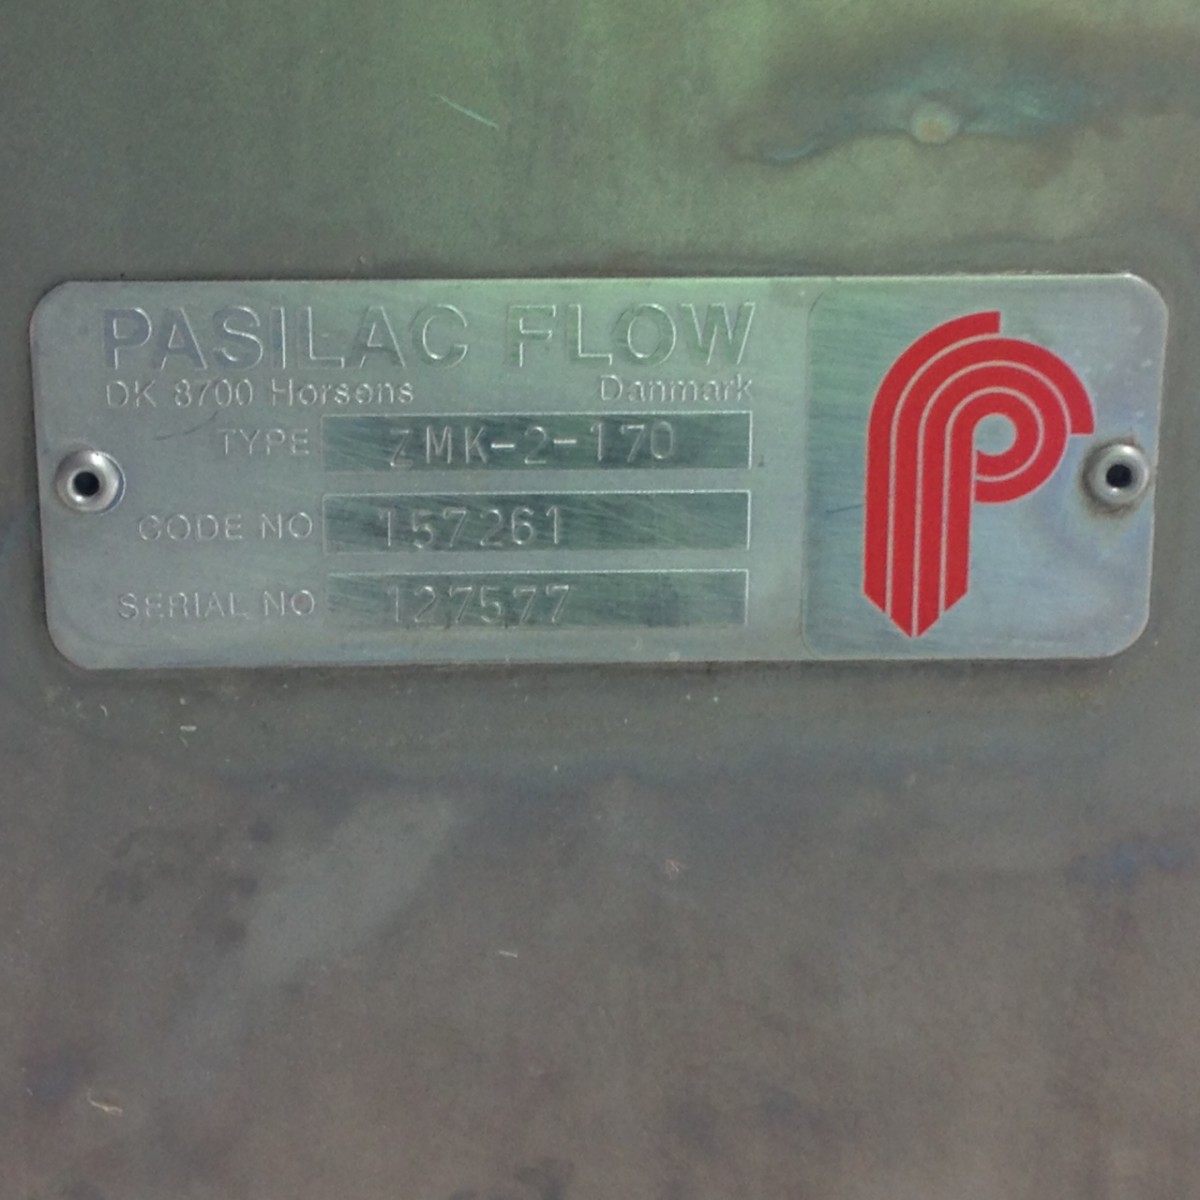 PASILAC FLOW
DK 8700 Horsens Danmark
TYPE ZMK-2-170
CODE NO 157261
SERIAL NO 127577